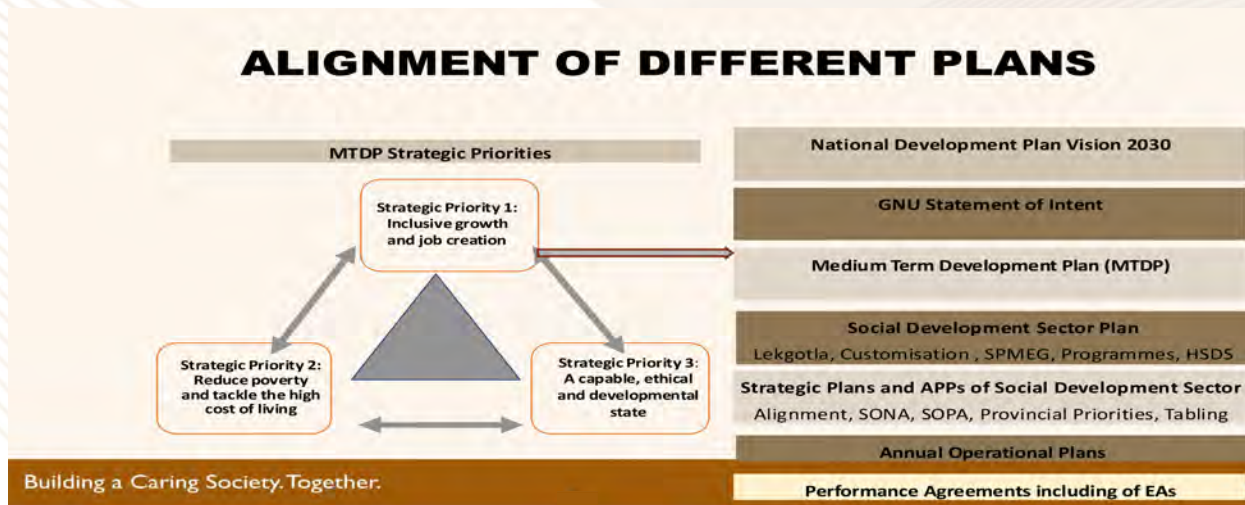 ALIGNMENT OF DIFFERENT PLANS
MTDP Strategic Priorities
Strategic Priority 1:
Inclusive growth
and job creation
Strategic Priority 2:
Reduce poverty
and tackle the high
cost of living
Strategic Priority 3:
A capable, ethical
and developmental
state
National Development Plan Vision 2030
GNU Statement of Intent
Medium Term Development Plan (MTDP)
Social Development Sector Plan
Lekgotla, Customisation , SPMEG, Programmes, HSDS
Strategic Plans and APPs of Social Development Sector
Alignment, SONA, SOPA, Provincial Priorities, Tabling
Annual Operational Plans
Performance Agreements including of EAs
Building a Caring Society. Together.